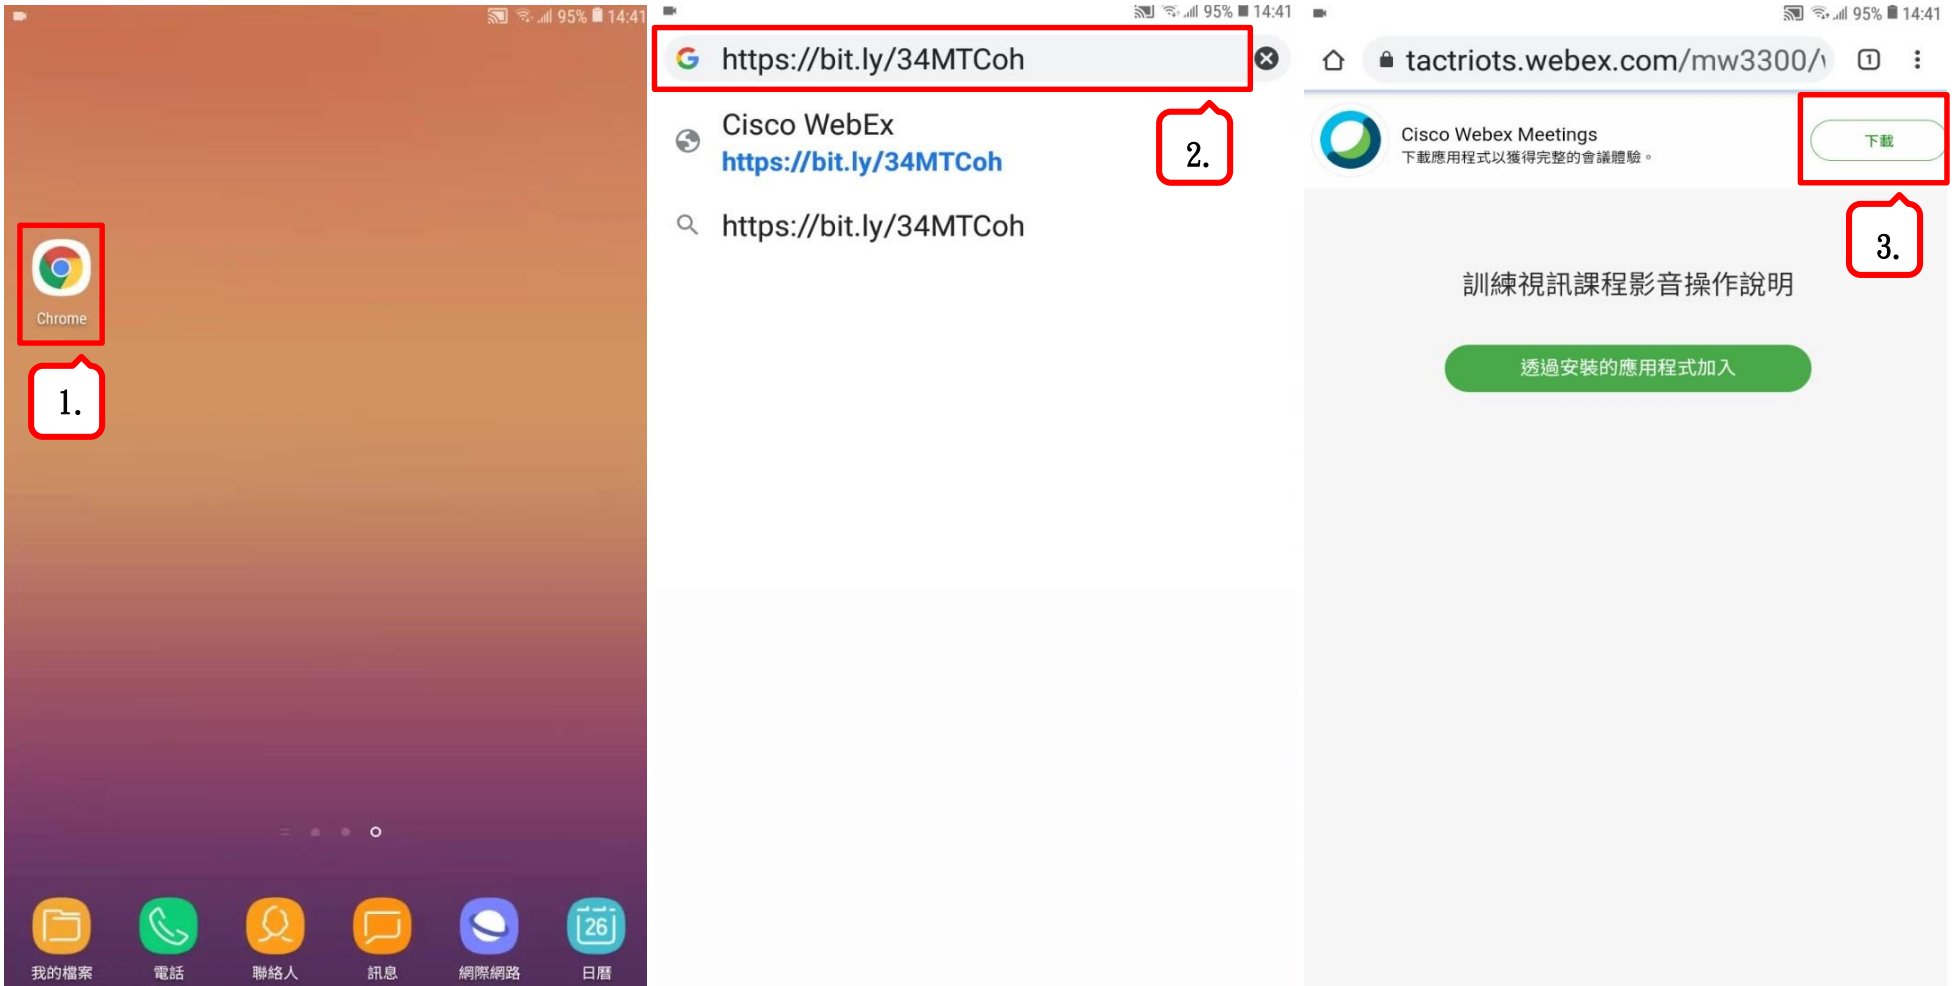 95% 14:41
Chrome
1.
26
我的檔案
電話
聯絡人
訊息
網際網路
日曆
95% 14:41
https://bit.ly/34MTCoh
2.
Cisco WebEx
https://bit.ly/34MTCoh
https://bit.ly/34MTCoh
95% 14:41
tactriots.webex.com/mw3300/
1
Cisco Webex Meetings
下載應用程式以獲得完整的會議體驗。
下載
3.
訓練視訊課程影音操作說明
透過安裝的應用程式加入